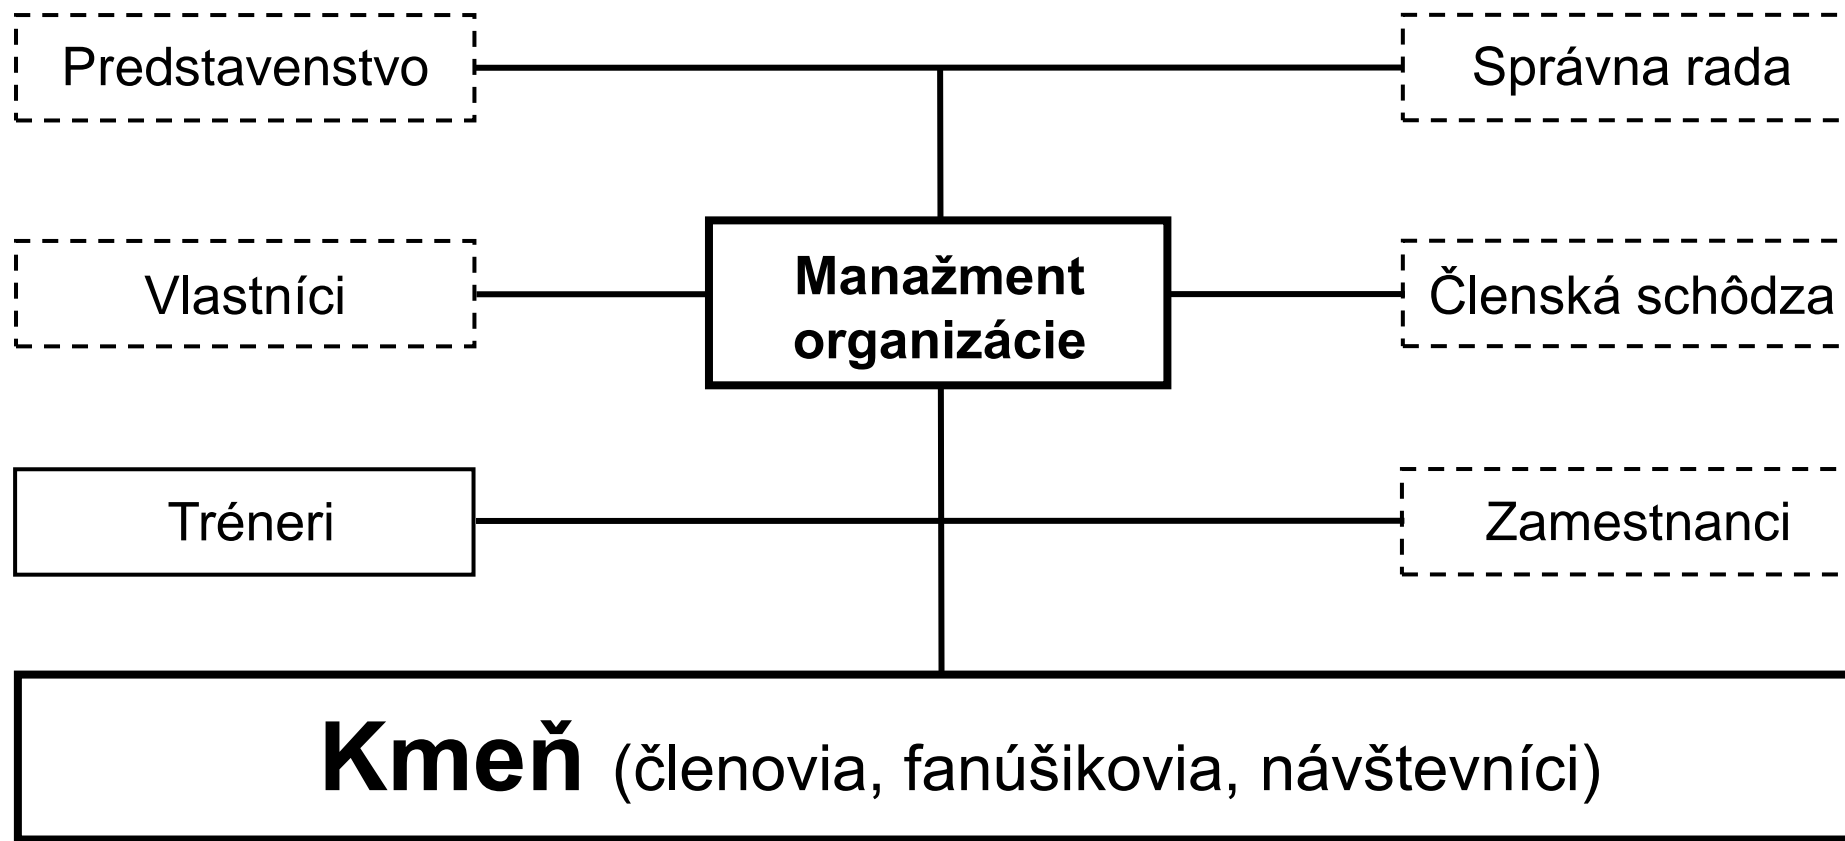 Predstavenstvo
Správna rada
Vlastníci
Manažment
organizácie
Členská schôdza
Tréneri
Zamestnanci
Kmeň (členovia, fanúšikovia, návštevníci)